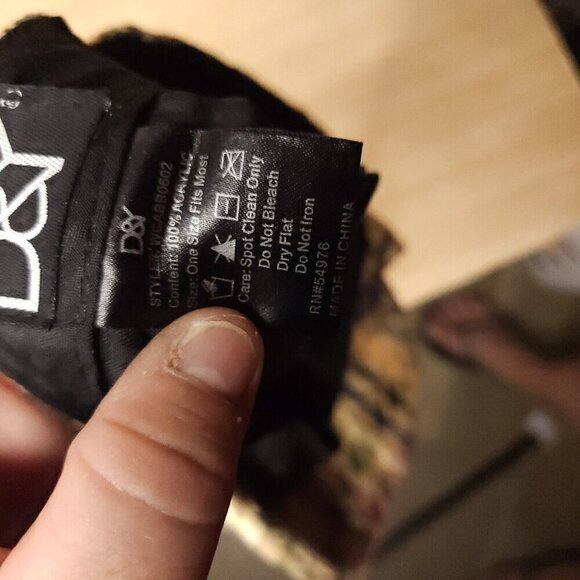 D&Y
D&Y
Content: 100% ACRYLIC
Size: One Size Fits Most
Care: Spot Clean Only
Do Not Bleach
Dry Flat
Do Not Iron
RN#54976
MADE IN CHINA